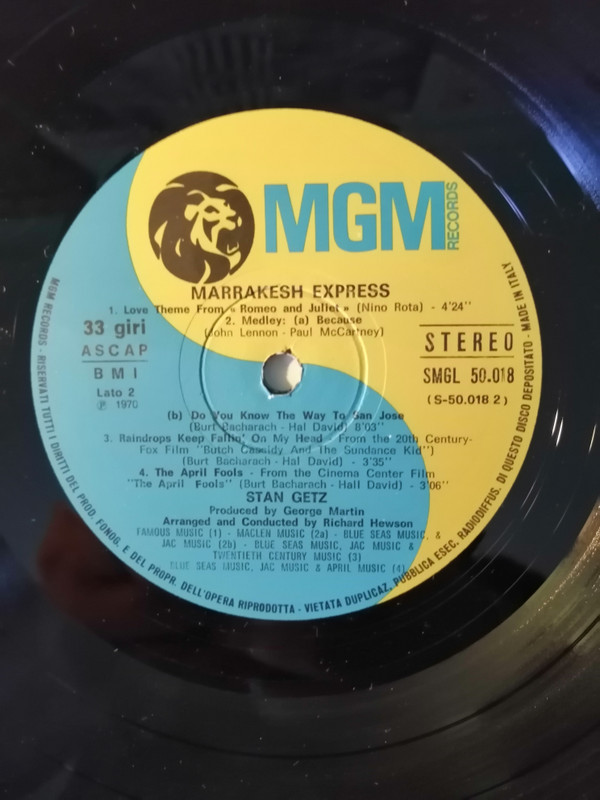 MGM
RECORDS
MARRAKESH EXPRESS
1. Love Theme From « Romeo and Juliet » (Nino Rota) - 4'24"
2. Medley: (a) Because
(John Lennon - Paul McCartney)
33 giri
ASCAP
BMI
Lato 2
℗ 1970
STEREO
SMGL 50.018
(S-50.018 2)
(b) Do You Know The Way To San Jose
(Burt Bacharach - Hal David) 8'03"
3. Raindrops Keep Fallin' On My Head - From the 20th Century-
Fox Film "Butch Cassidy And The Sundance Kid")
(Burt Bacharach - Hal David) - 3'35"
4. The April Fools - From the Cinema Center Film
"The April Fools" (Burt Bacharach - Hall David) - 3'06"
STAN GETZ
Produced by George Martin
Arranged and Conducted by Richard Hewson
FAMOUS MUSIC (1) - MACLEN MUSIC (2a) - BLUE SEAS MUSIC, &
JAC MUSIC (2b) - BLUE SEAS MUSIC, JAC MUSIC &
TWENTIETH CENTURY MUSIC (3)
BLUE SEAS MUSIC, JAC MUSIC & APRIL MUSIC (4)
MGM RECORDS - RISERVATI TUTTI I DIRITTI DEL PROD. FONOG. E DEL PROPR. DELL'OPERA RIPRODOTTA - VIETATA DUPLICAZ. PUBBLICA ESEC. RADIODIFFUS. DI QUESTO DISCO DEPOSITATO - MADE IN ITALY